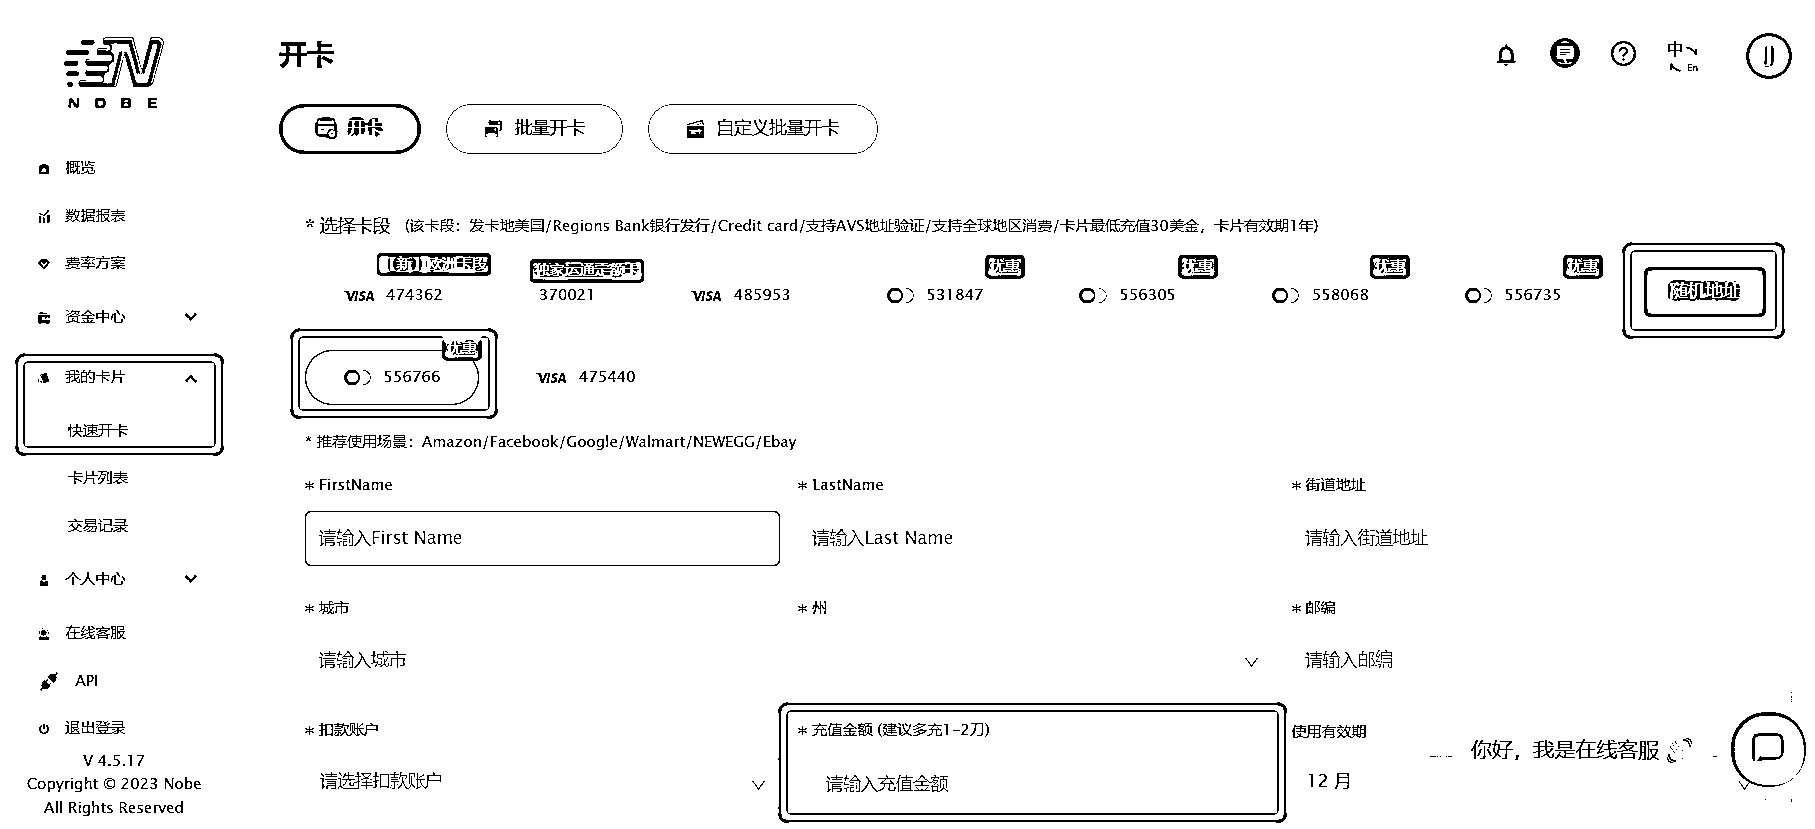 NOBE
开卡
中
En
开卡
批量开卡
自定义批量开卡
概览
数据报表
费率方案
资金中心
我的卡片
快速开卡
卡片列表
交易记录
个人中心
在线客服
API
退出登录
V 4.5.17
Copyright © 2023 Nobe
All Rights Reserved
* 选择卡段 (该卡段：发卡地美国/Regions Bank银行发行/Credit card/支持AVS地址验证/支持全球地区消费/卡片最低充值30美金，卡片有效期1年)
【新】欧洲卡段
VISA 474362
独家运通定额卡
370021
VISA 485953
优惠
531847
优惠
556305
优惠
558068
优惠
556735
随机地址
优惠
556766
VISA 475440
* 推荐使用场景：Amazon/Facebook/Google/Walmart/NEWEGG/Ebay
* FirstName
* LastName
* 街道地址
请输入First Name
请输入Last Name
请输入街道地址
* 城市
* 州
* 邮编
请输入城市
请输入邮编
* 扣款账户
* 充值金额 (建议多充1-2刀)
使用有效期
请选择扣款账户
请输入充值金额
12 月
你好，我是在线客服